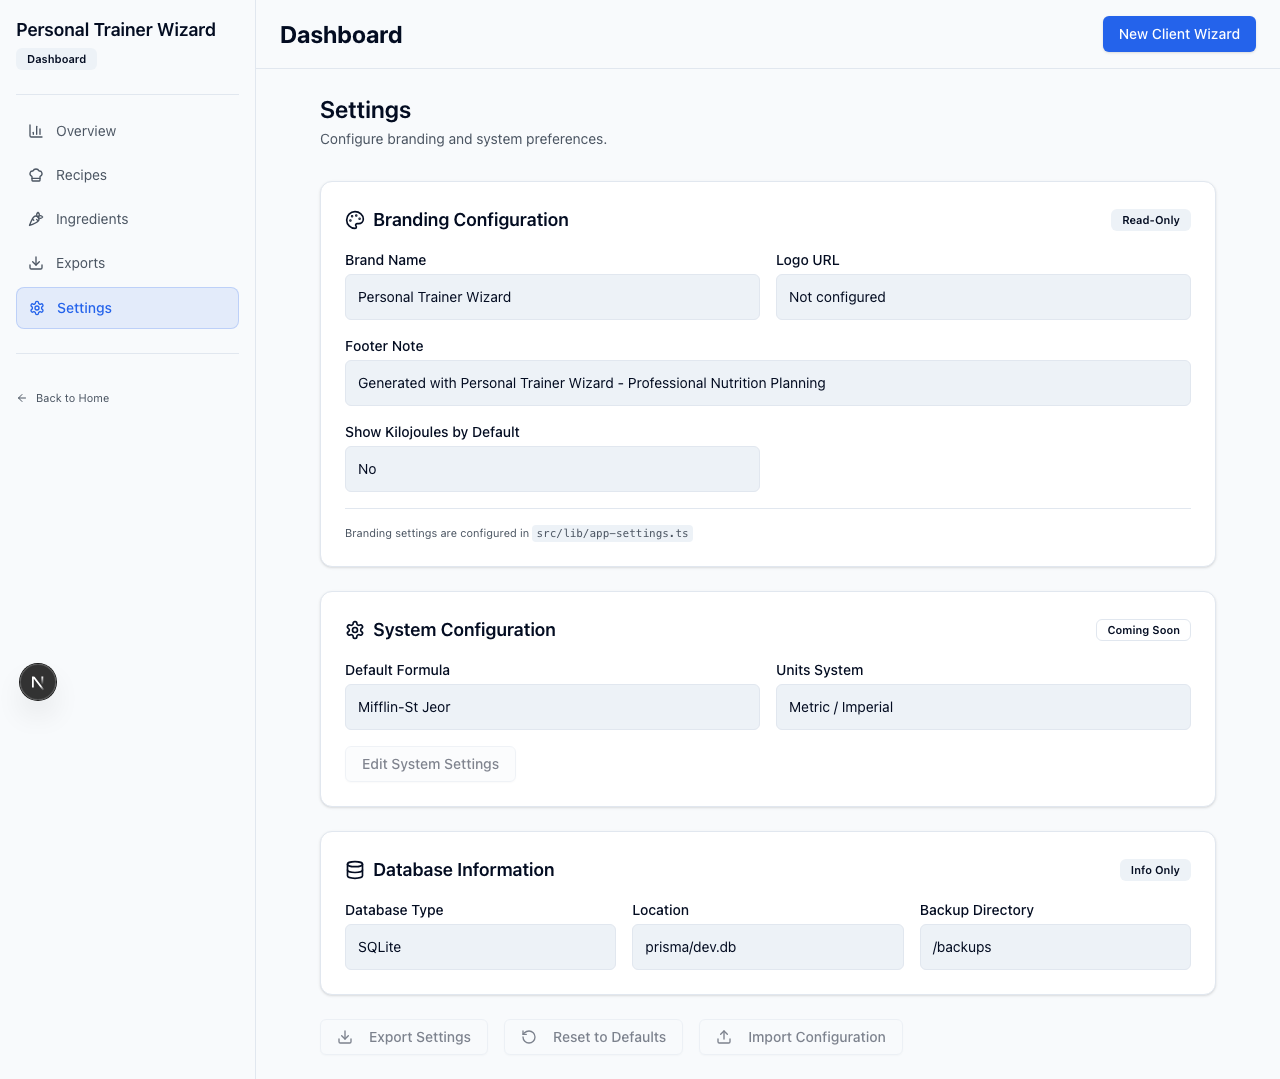 Personal Trainer Wizard
Dashboard
Overview
Recipes
Ingredients
Exports
Settings
Back to Home
N
Dashboard
New Client Wizard
Settings
Configure branding and system preferences.
Branding Configuration
Read-Only
Brand Name
Logo URL
Personal Trainer Wizard
Not configured
Footer Note
Generated with Personal Trainer Wizard - Professional Nutrition Planning
Show Kilojoules by Default
No
Branding settings are configured in src/lib/app-settings.ts
System Configuration
Coming Soon
Default Formula
Units System
Mifflin-St Jeor
Metric / Imperial
Edit System Settings
Database Information
Info Only
Database Type
Location
Backup Directory
SQLite
prisma/dev.db
/backups
Export Settings
Reset to Defaults
Import Configuration